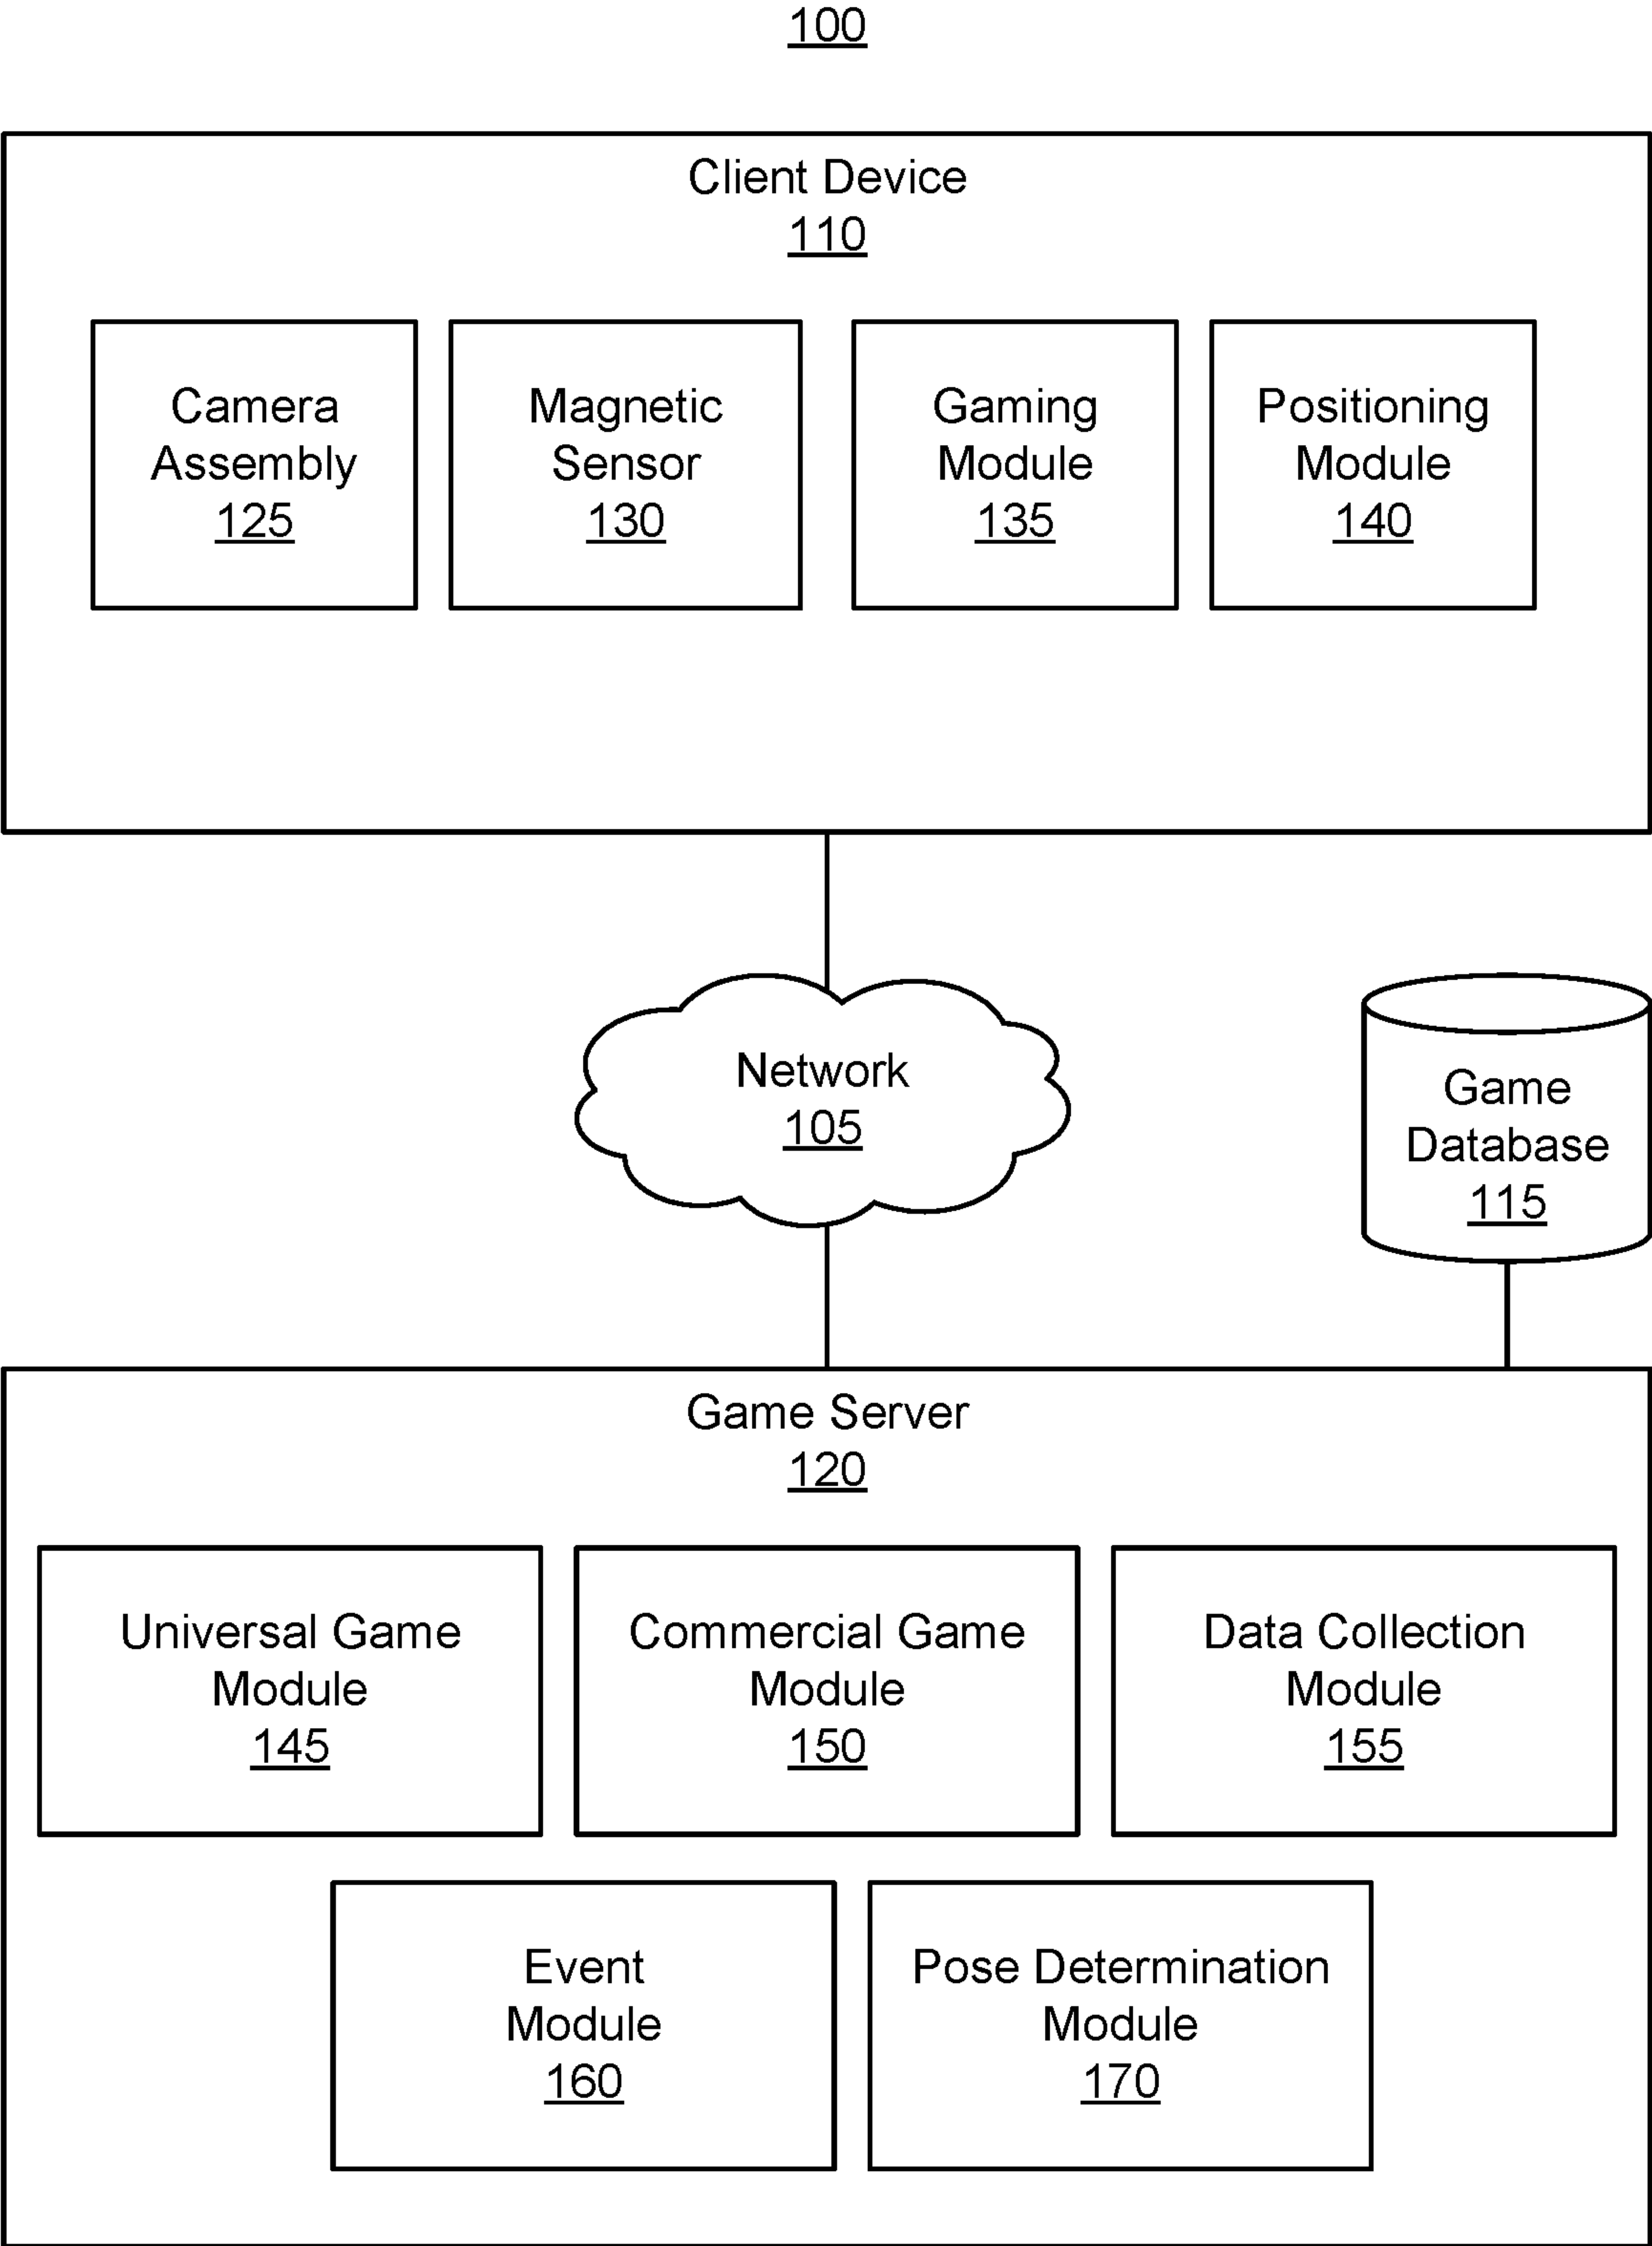 100
Client Device
110
Camera
Assembly
125
Magnetic
Sensor
130
Gaming
Module
135
Positioning
Module
140
Network
105
Game
Database
115
Game Server
120
Universal Game
Module
145
Commercial Game
Module
150
Data Collection
Module
155
Event
Module
160
Pose Determination
Module
170